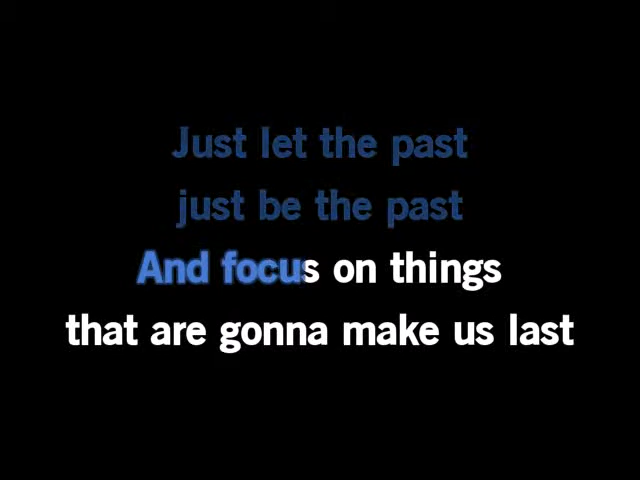 Just let the past
just be the past
And focus on things
that are gonna make us last